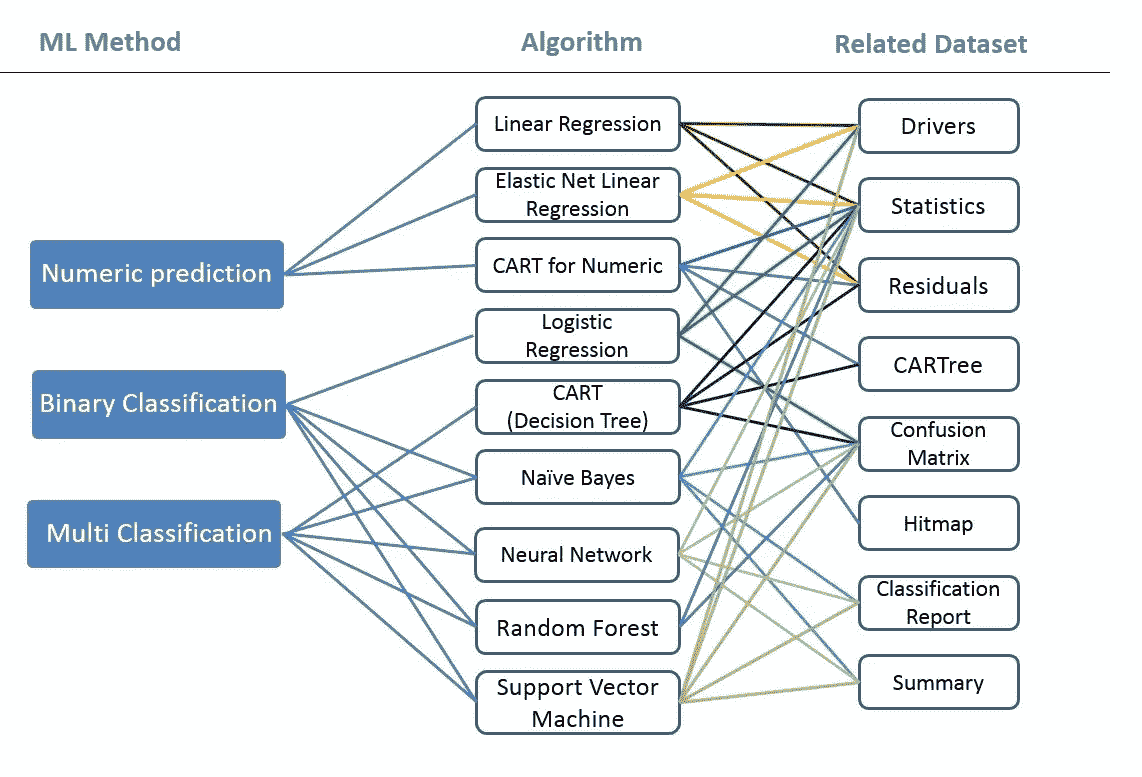 ML Method
Algorithm
Related Dataset
Numeric prediction
Binary Classification
Multi Classification
Linear Regression
Elastic Net Linear
Regression
CART for Numeric
Logistic
Regression
CART
(Decision Tree)
Naïve Bayes
Neural Network
Random Forest
Support Vector
Machine
Drivers
Statistics
Residuals
CARTree
Confusion
Matrix
Hitmap
Classification
Report
Summary